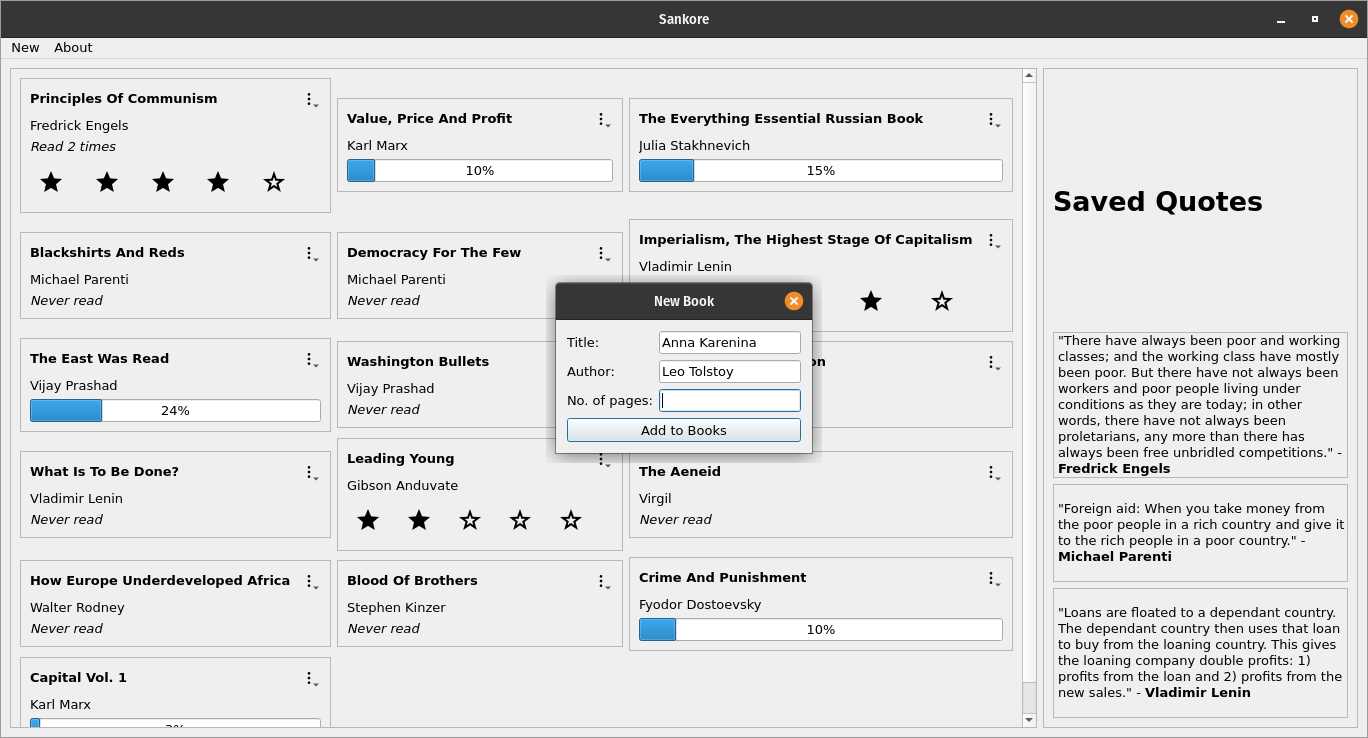 Sankore
New About
Principles Of Communism
Fredrick Engels
Read 2 times
Value, Price And Profit
Karl Marx
10%
The Everything Essential Russian Book
Julia Stakhnevich
15%
Blackshirts And Reds
Michael Parenti
Never read
Democracy For The Few
Michael Parenti
Never read
Imperialism, The Highest Stage Of Capitalism
Vladimir Lenin
The East Was Read
Vijay Prashad
24%
Washington Bullets
Vijay Prashad
Never read
on
What Is To Be Done?
Vladimir Lenin
Never read
Leading Young
Gibson Anduvate
The Aeneid
Virgil
Never read
How Europe Underdeveloped Africa
Walter Rodney
Never read
Blood Of Brothers
Stephen Kinzer
Never read
Crime And Punishment
Fyodor Dostoevsky
10%
Capital Vol. 1
Karl Marx
New Book
Title: Anna Karenina
Author: Leo Tolstoy
No. of pages:
Add to Books
Saved Quotes
"There have always been poor and working
classes; and the working class have mostly
been poor. But there have not always been
workers and poor people living under
conditions as they are today; in other
words, there have not always been
proletarians, any more than there has
always been free unbridled competitions." -
Fredrick Engels
"Foreign aid: When you take money from
the poor people in a rich country and give it
to the rich people in a poor country." -
Michael Parenti
"Loans are floated to a dependant country.
The dependant country then uses that loan
to buy from the loaning country. This gives
the loaning company double profits: 1)
profits from the loan and 2) profits from the
new sales." - Vladimir Lenin